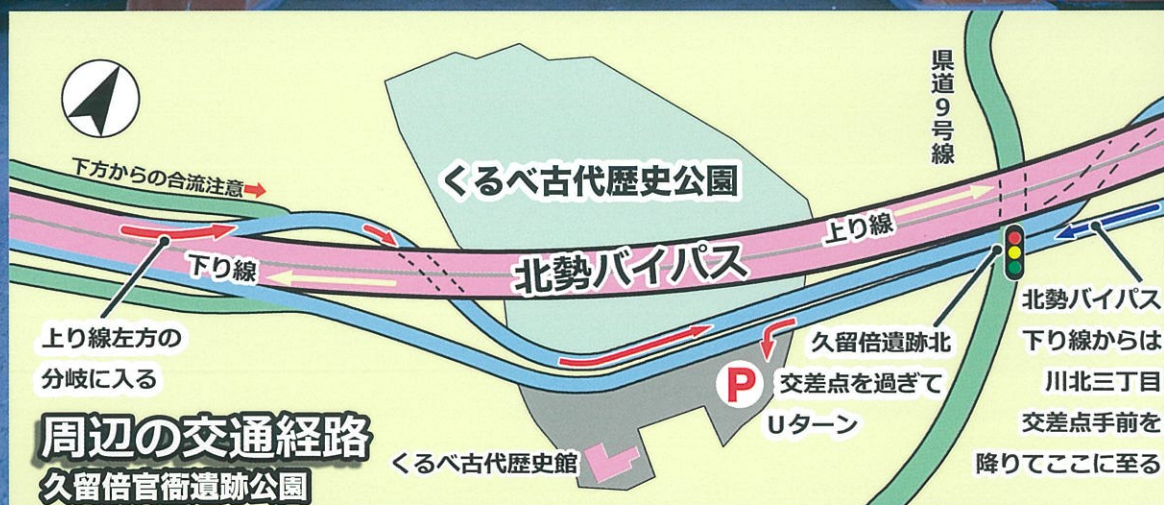 県道9号線
下方からの合流注意
くるべ古代歴史公園
上り線
下り線
北勢バイパス
上り線左方の
分岐に入る
久留倍遺跡北
交差点を過ぎて
Uターン
北勢バイパス
下り線からは
川北三丁目
交差点手前を
降りてここに至る
P
くるべ古代歴史館
周辺の交通経路
久留倍官衙遺跡公園